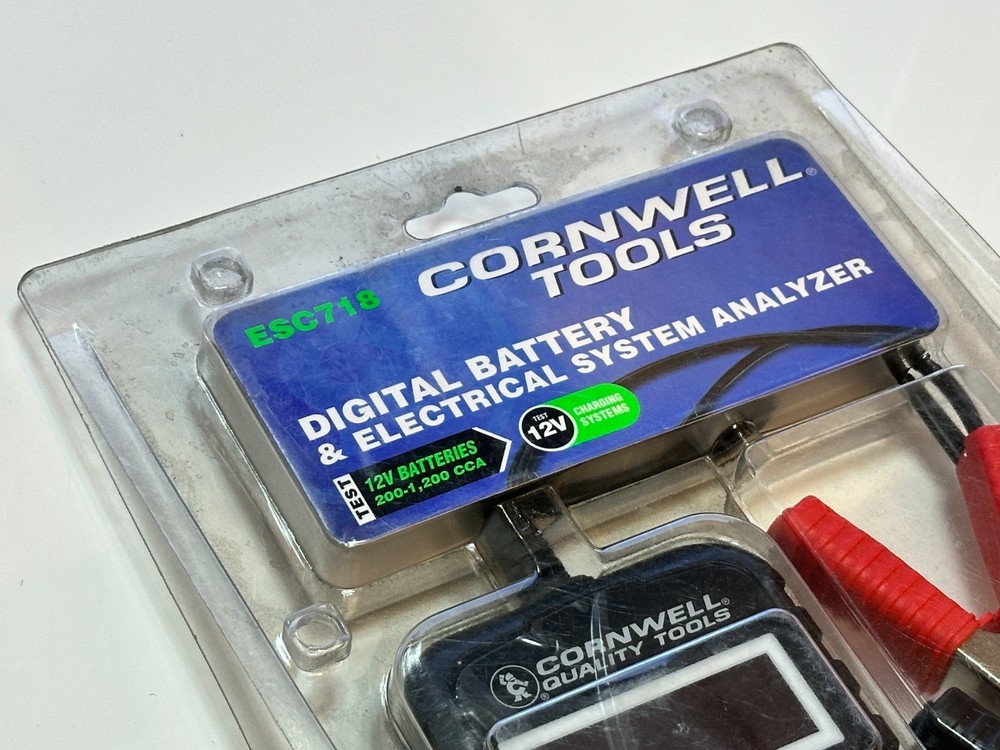 CORNWELL®
TOOLS
ESC718
DIGITAL BATTERY
& ELECTRICAL SYSTEM ANALYZER
TEST
12V BATTERIES
200-1,200 CCA
TEST
12V
CHARGING
SYSTEMS
CORNWELL®
QUALITY TOOLS
®